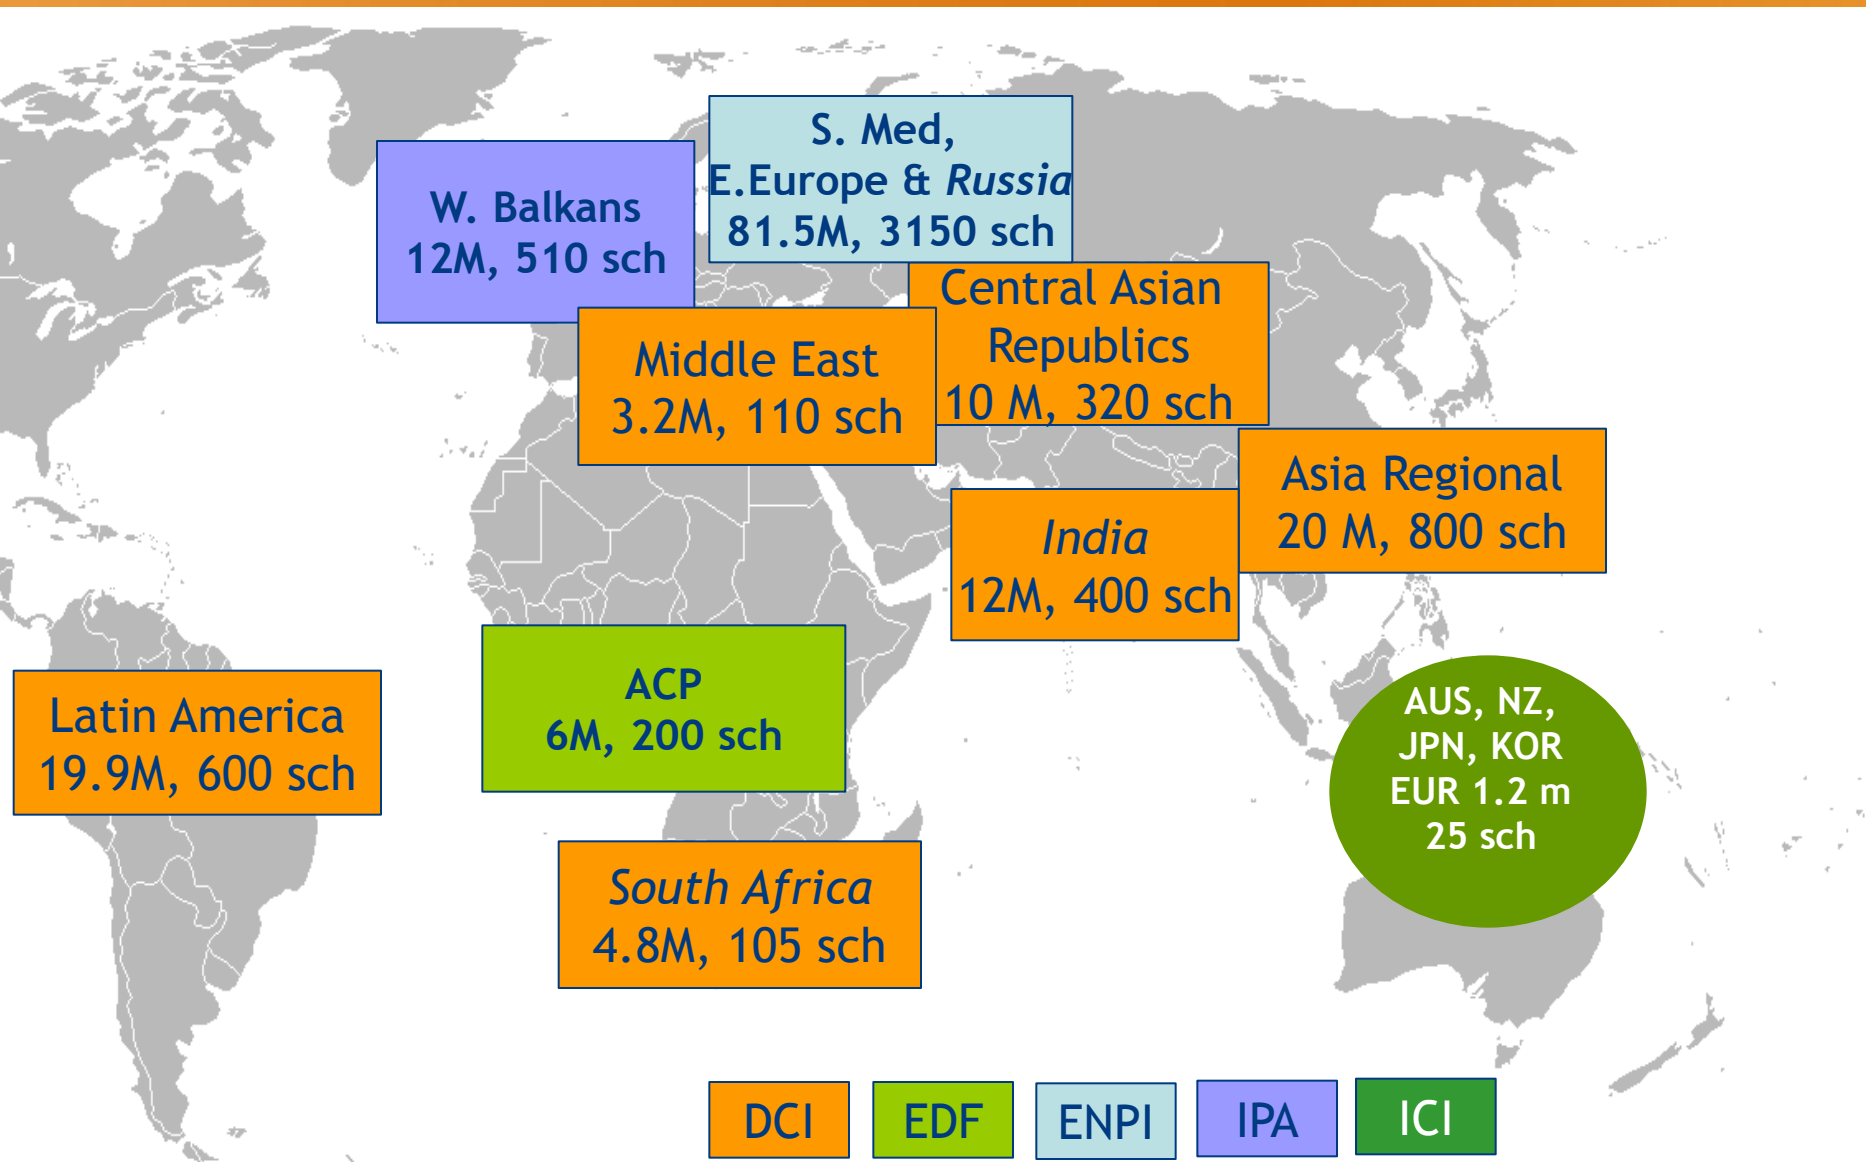 S. Med,
E.Europe & Russia
81.5M, 3150 sch
W. Balkans
12M, 510 sch
Central Asian
Republics
10 M, 320 sch
Middle East
3.2M, 110 sch
Asia Regional
20 M, 800 sch
India
12M, 400 sch
ACP
6M, 200 sch
Latin America
19.9M, 600 sch
AUS, NZ,
JPN, KOR
EUR 1.2 m
25 sch
South Africa
4.8M, 105 sch
DCI
EDF
ENPI
IPA
ICI